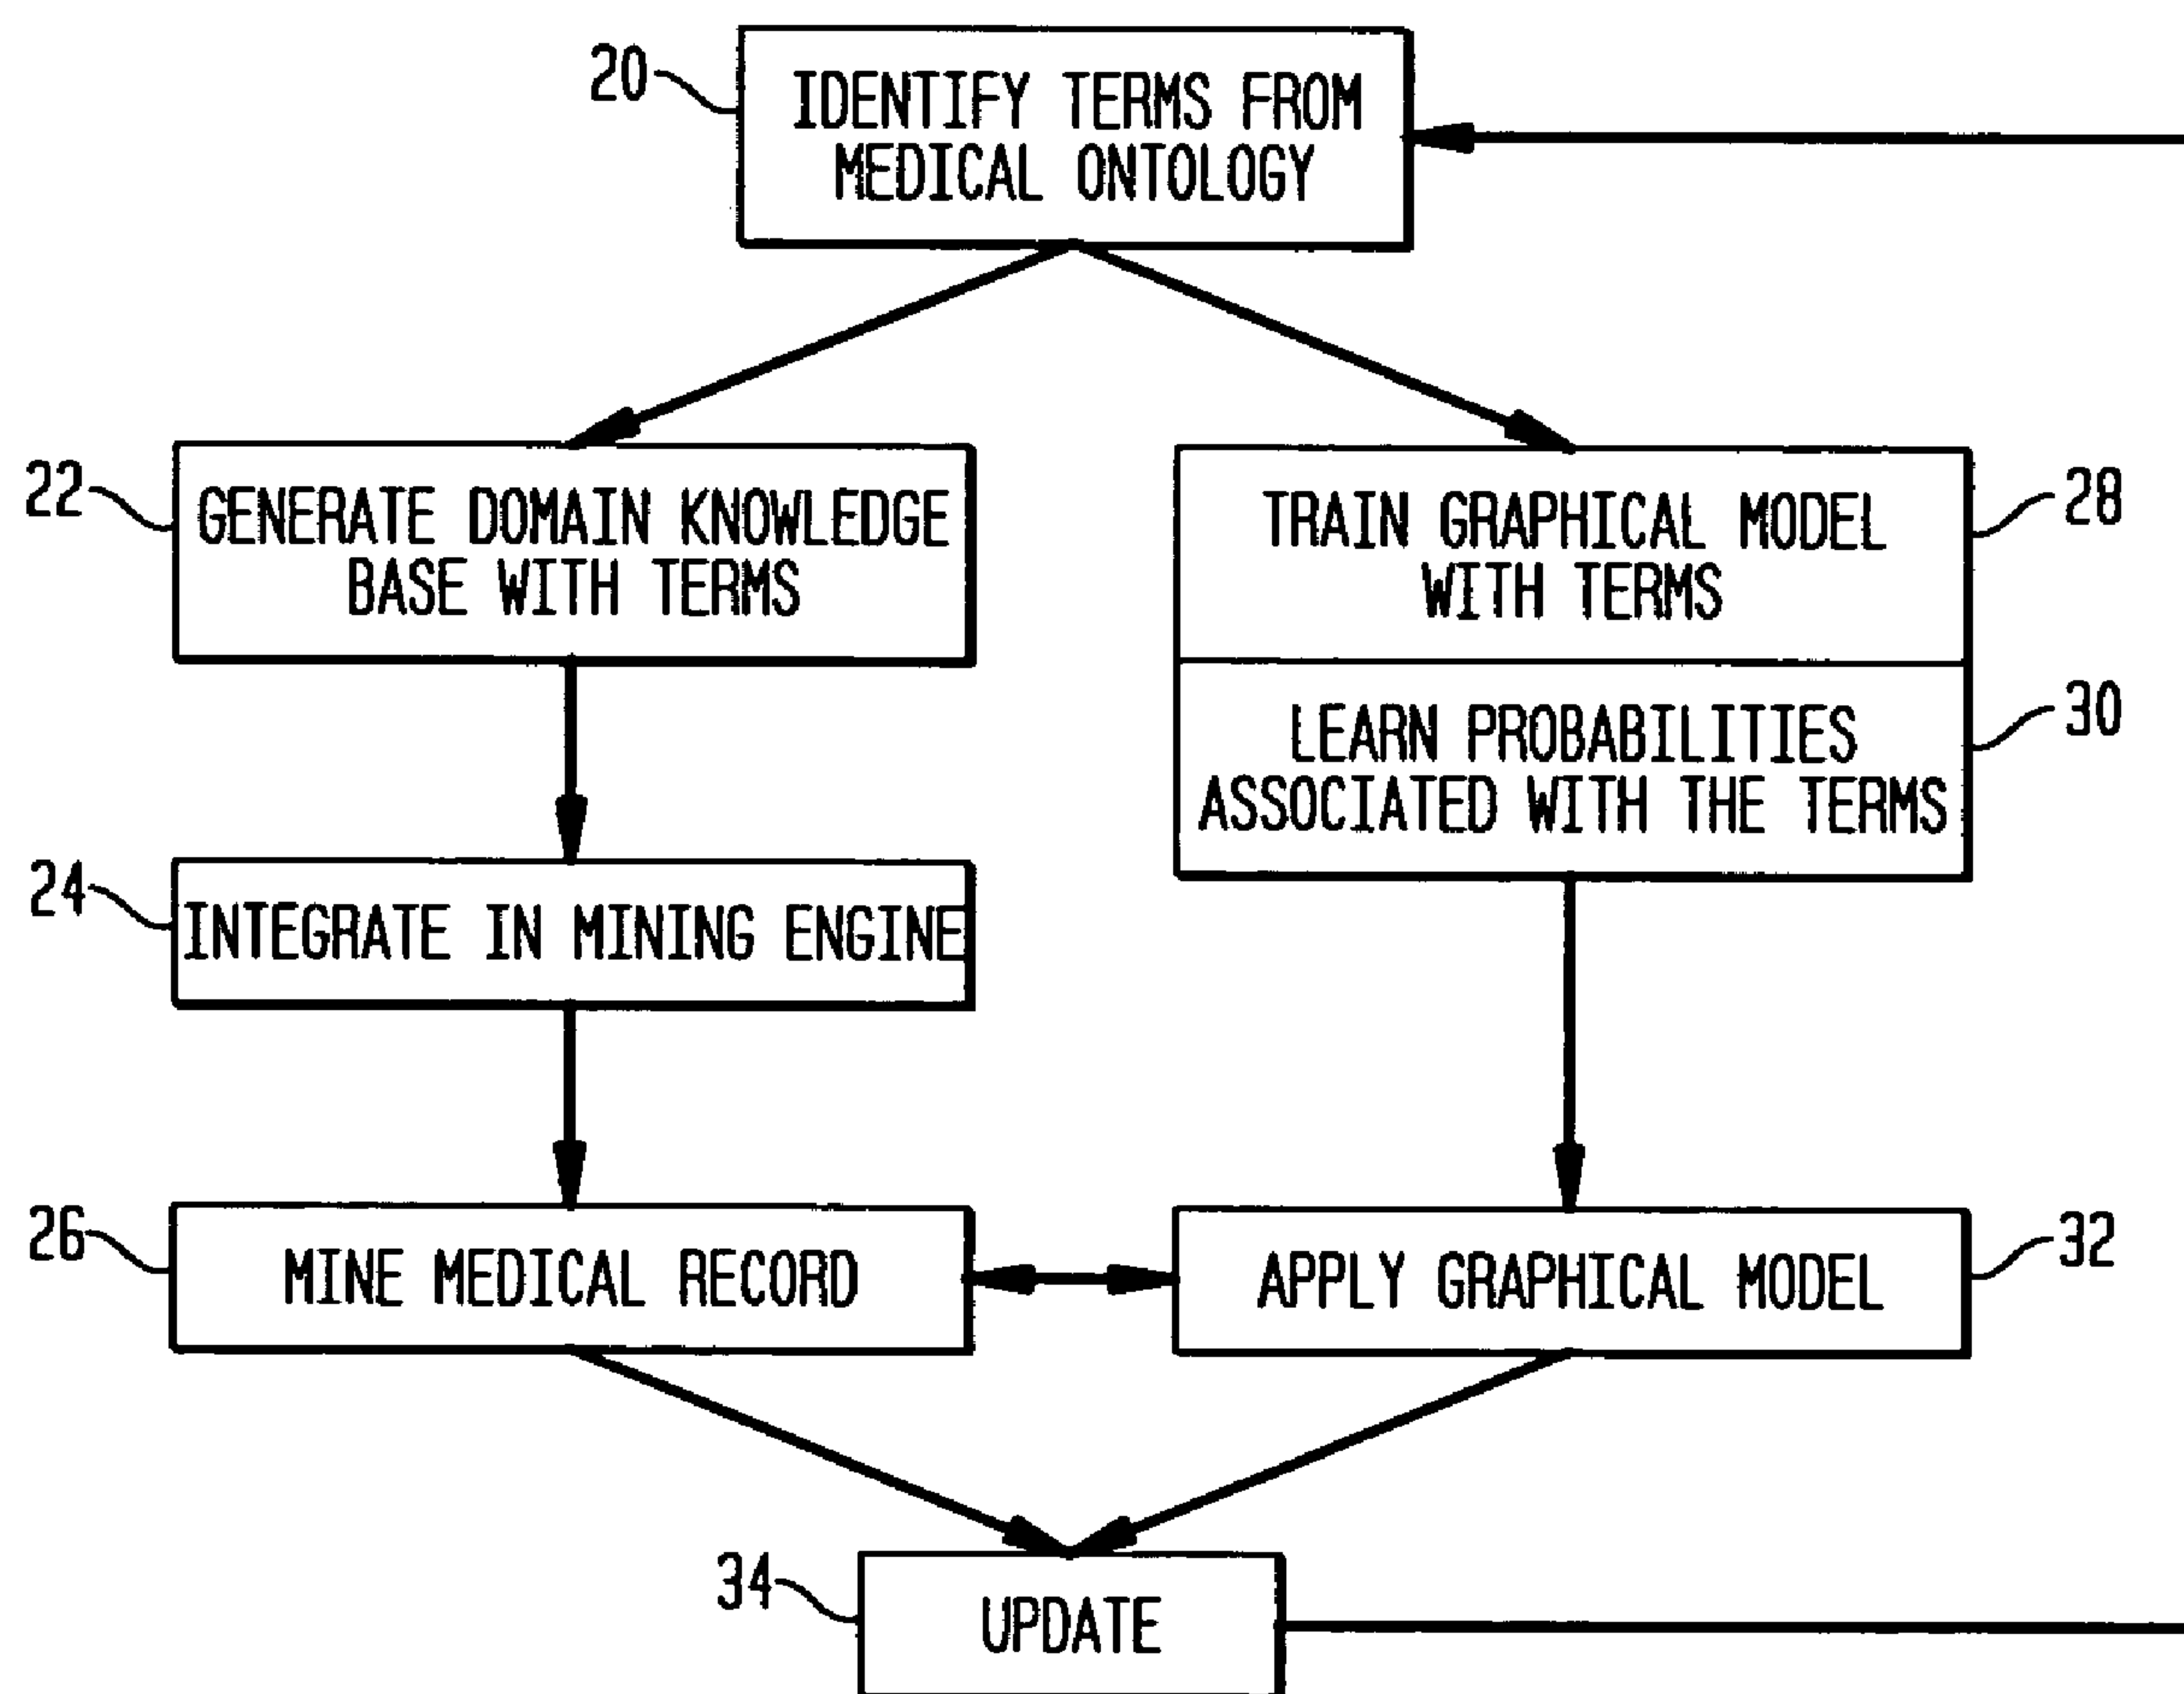 20
IDENTIFY TERMS FROM
MEDICAL ONTOLOGY
22
GENERATE DOMAIN KNOWLEDGE
BASE WITH TERMS
TRAIN GRAPHICAL MODEL
WITH TERMS
28
LEARN PROBABILITIES
ASSOCIATED WITH THE TERMS
30
24
INTEGRATE IN MINING ENGINE
26
MINE MEDICAL RECORD
APPLY GRAPHICAL MODEL
32
34
UPDATE